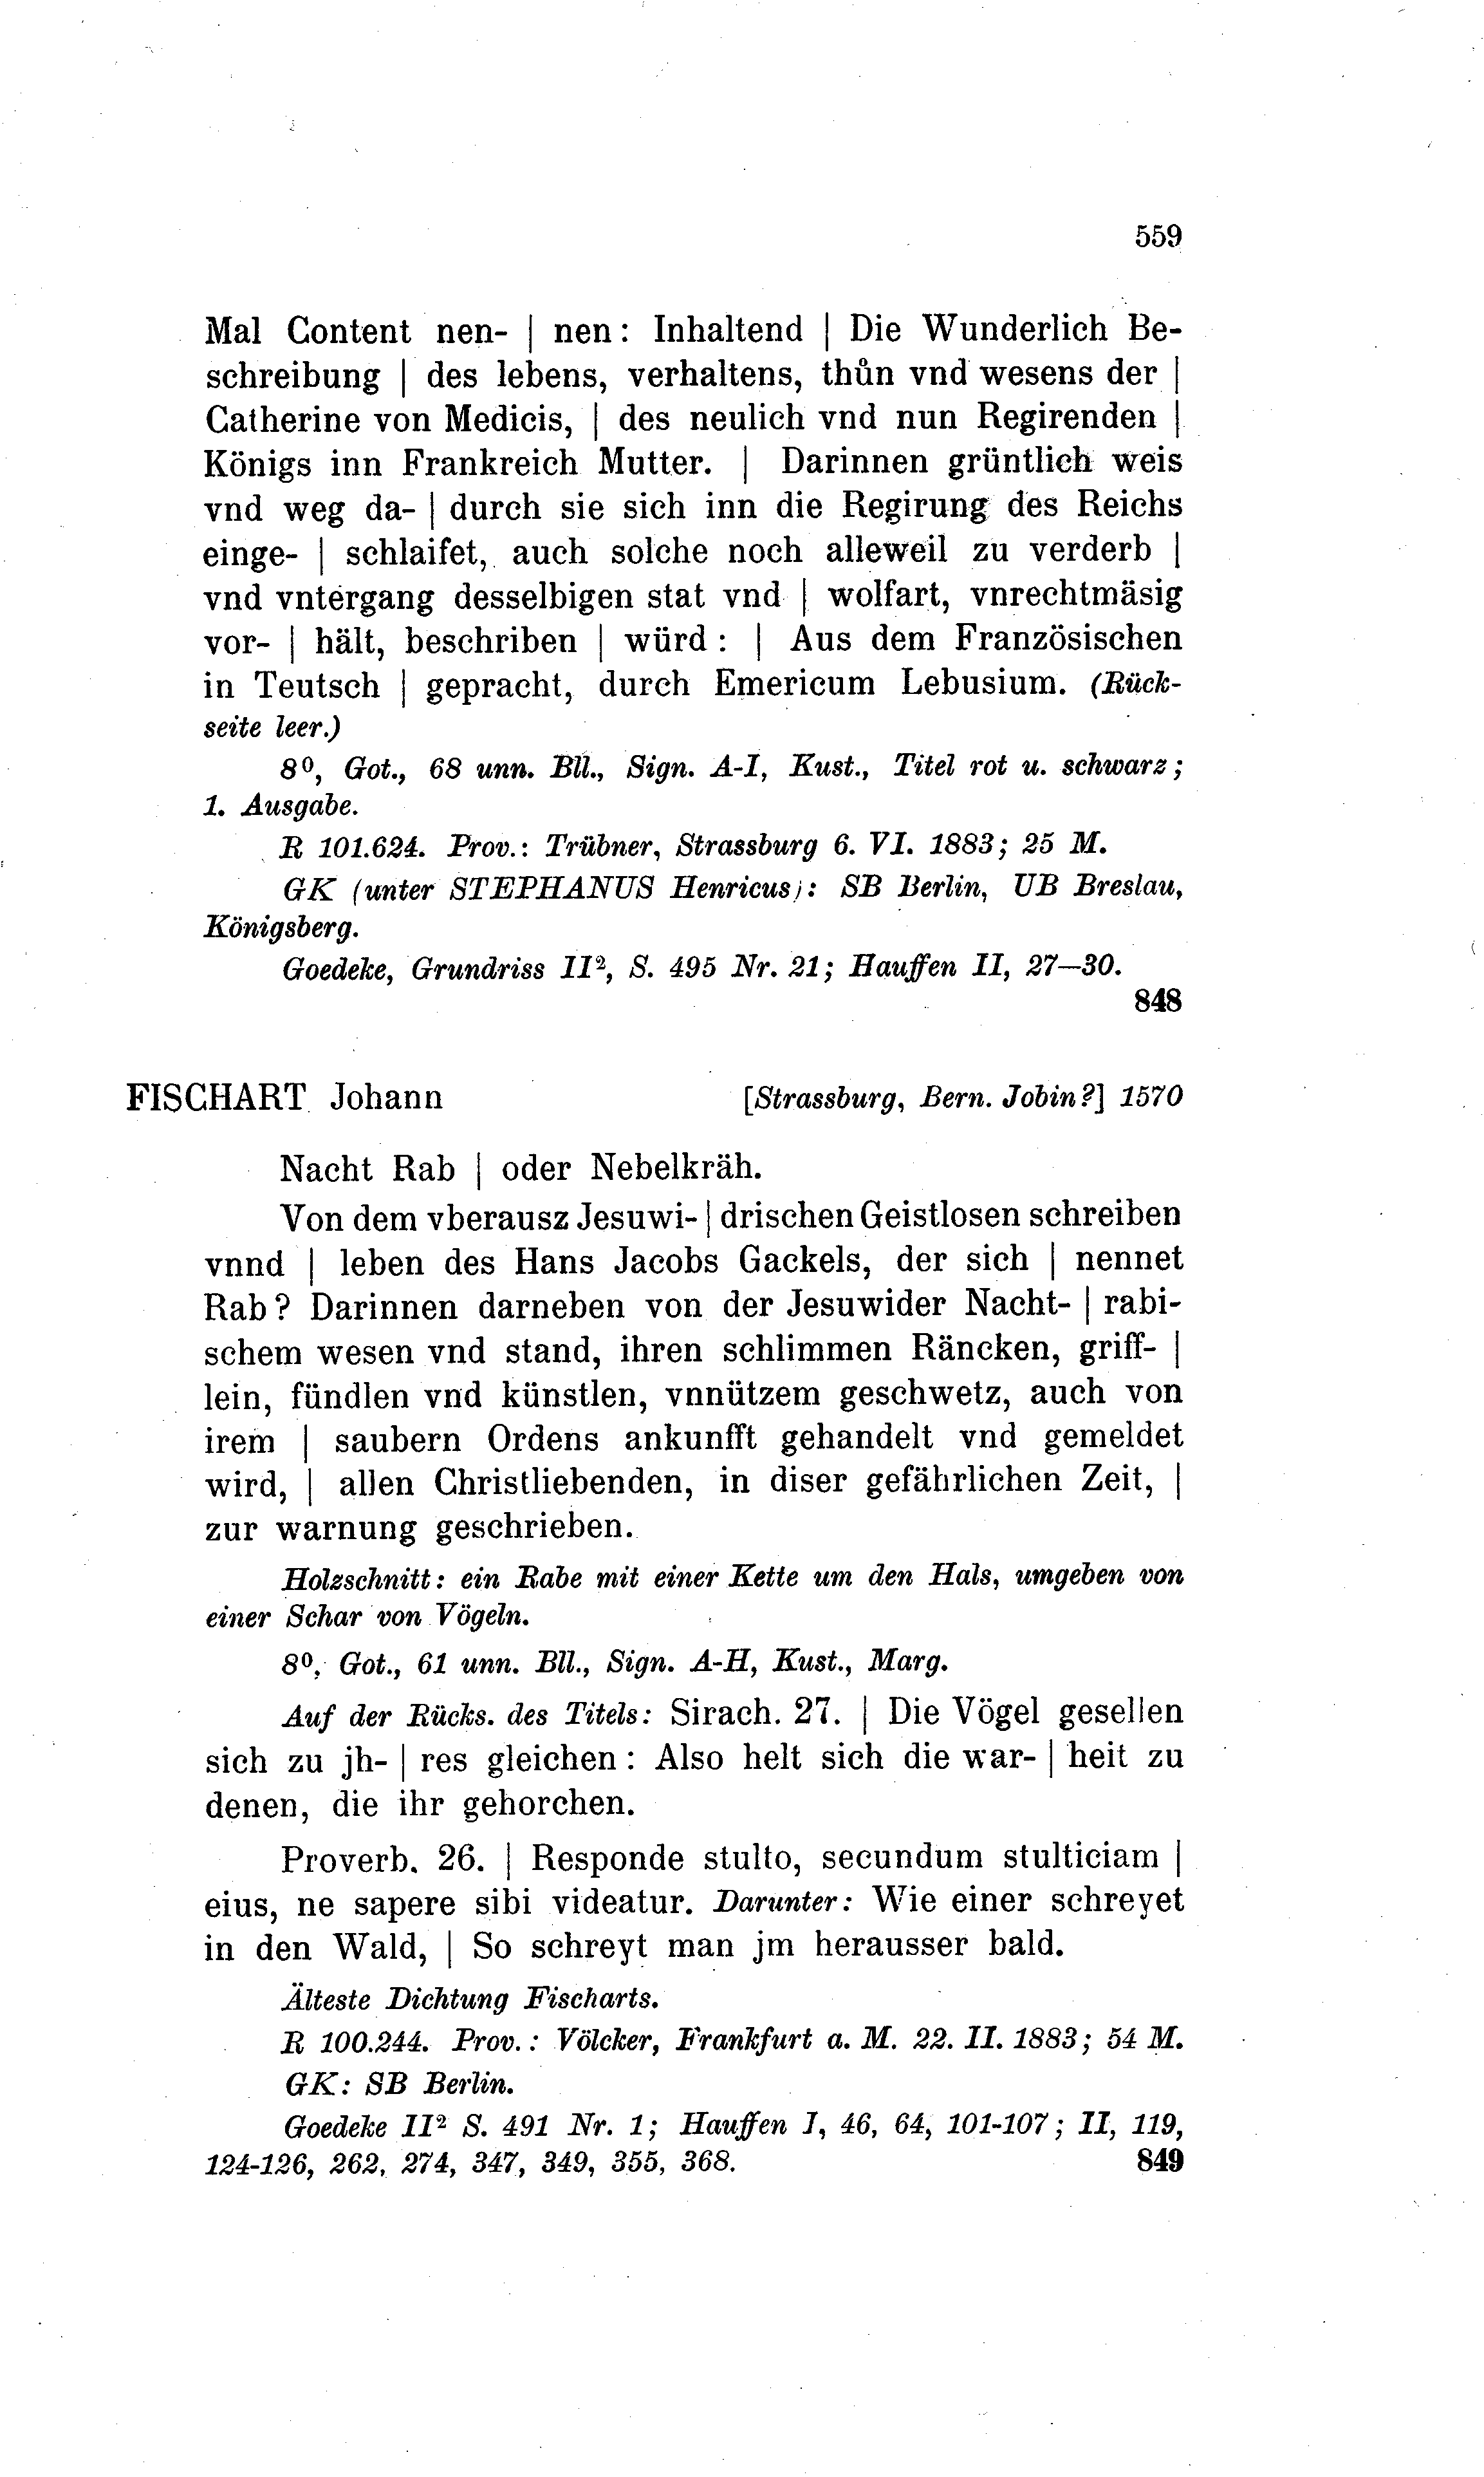 559
Mal Content nen- | nen: Inhaltend | Die Wunderlich Be-
schreibung | des lebens, verhaltens, thůn vnd wesens der |
Catherine von Medicis, | des neulich vnd nun Regirenden |
Königs inn Frankreich Mutter. | Darinnen grüntlich weis
vnd weg da- | durch sie sich inn die Regirung des Reichs
einge- | schlaifet, auch solche noch alleweil zu verderb |
vnd vntergang desselbigen stat vnd | wolfart, vnrechtmäsig
vor- | hält, beschriben | würd: | Aus dem Französischen
in Teutsch | gepracht, durch Emericum Lebusium. (Rück-
seite leer.)
8⁰, Got., 68 unn. Bll., Sign. A-I, Kust., Titel rot u. schwarz;
1. Ausgabe.
R 101.624. Prov.: Trübner, Strassburg 6. VI. 1883; 25 M.
GK (unter STEPHANUS Henricus): SB Berlin, UB Breslau,
Königsberg.
Goedeke, Grundriss II², S. 495 Nr. 21; Hauffen II, 27—30.
848
FISCHART Johann [Strassburg, Bern. Jobin?] 1570
Nacht Rab | oder Nebelkräh.
Von dem vberausz Jesuwi- | drischen Geistlosen schreiben
vnnd | leben des Hans Jacobs Gackels, der sich | nennet
Rab? Darinnen darneben von der Jesuwider Nacht- | rabi-
schem wesen vnd stand, ihren schlimmen Räncken, griff- |
lein, fündlen vnd künstlen, vnnützem geschwetz, auch von
irem | saubern Ordens ankunfft gehandelt vnd gemeldet
wird, | allen Christliebenden, in diser gefährlichen Zeit, |
zur warnung geschrieben.
Holzschnitt: ein Rabe mit einer Kette um den Hals, umgeben von
einer Schar von Vögeln.
8⁰, Got., 61 unn. Bll., Sign. A-H, Kust., Marg.
Auf der Rücks. des Titels: Sirach. 27. | Die Vögel gesellen
sich zu jh- | res gleichen: Also helt sich die war- | heit zu
denen, die ihr gehorchen.
Proverb. 26. | Responde stulto, secundum stulticiam |
eius, ne sapere sibi videatur. Darunter: Wie einer schreyet
in den Wald, | So schreyt man jm herausser bald.
Älteste Dichtung Fischarts.
R 100.244. Prov.: Völcker, Frankfurt a. M. 22. II. 1883; 54 M.
GK: SB Berlin.
Goedeke II² S. 491 Nr. 1; Hauffen I, 46, 64, 101-107; II, 119,
124-126, 262, 274, 347, 349, 355, 368. 849